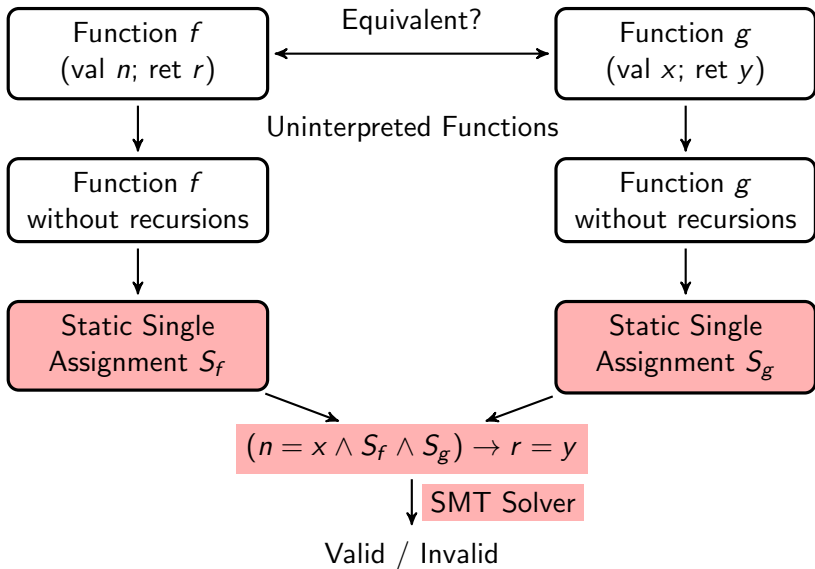 Function f
(val n; ret r)
Equivalent?
Function g
(val x; ret y)
Uninterpreted Functions
Function f
without recursions
Function g
without recursions
Static Single
Assignment S_f
Static Single
Assignment S_g
(n = x ∧ S_f ∧ S_g) → r = y
SMT Solver
Valid / Invalid